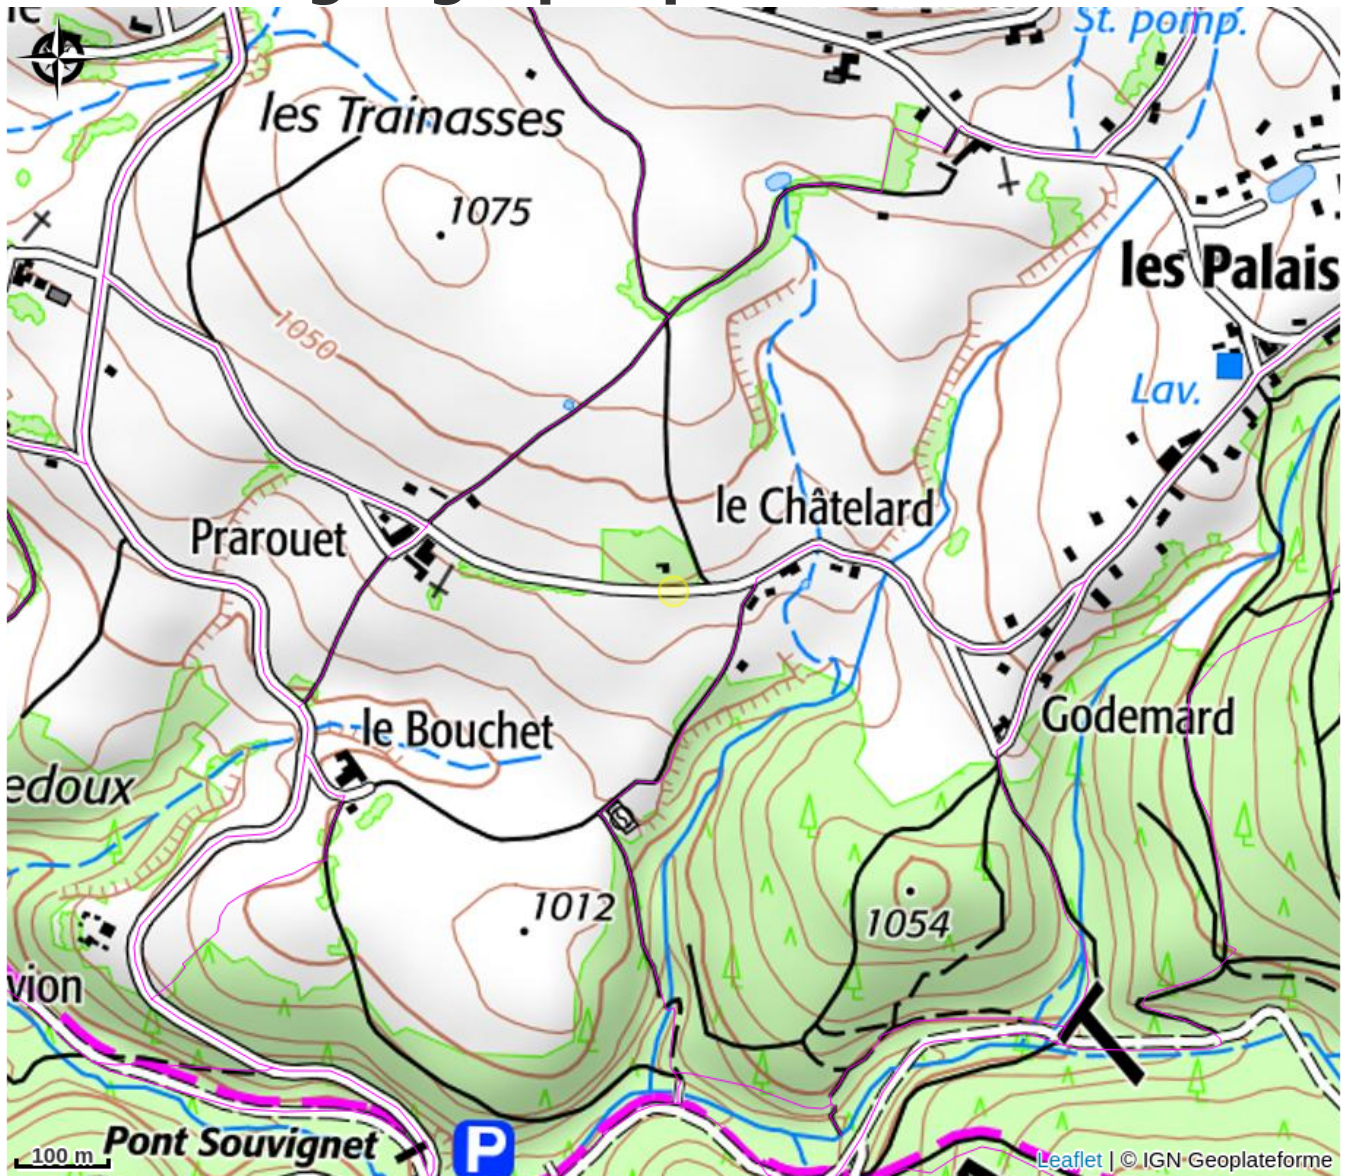 St. pomp.
les Trainasses
1075
les Palais
1050
Lav.
le Châtelard
Prarouet
le Bouchet
Godemard
edoux
1012
1054
vion
Pont Souvignet
P
100 m
Leaflet | © IGN Geoplateforme